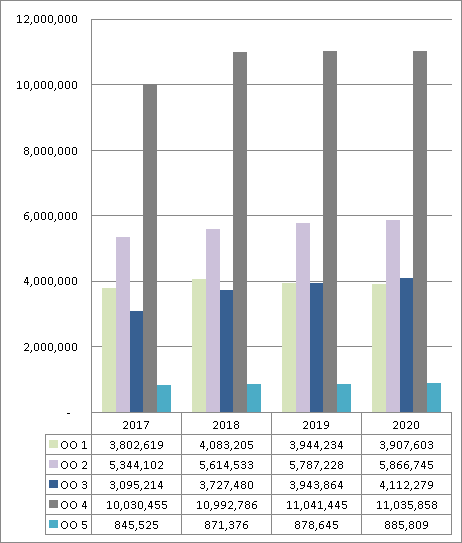 12,000,000
10,000,000
8,000,000
6,000,000
4,000,000
2,000,000
-
2017 2018 2019 2020
OO 1 3,802,619 4,083,205 3,944,234 3,907,603
OO 2 5,344,102 5,614,533 5,787,228 5,866,745
OO 3 3,095,214 3,727,480 3,943,864 4,112,279
OO 4 10,030,455 10,992,786 11,041,445 11,035,858
OO 5 845,525 871,376 878,645 885,809